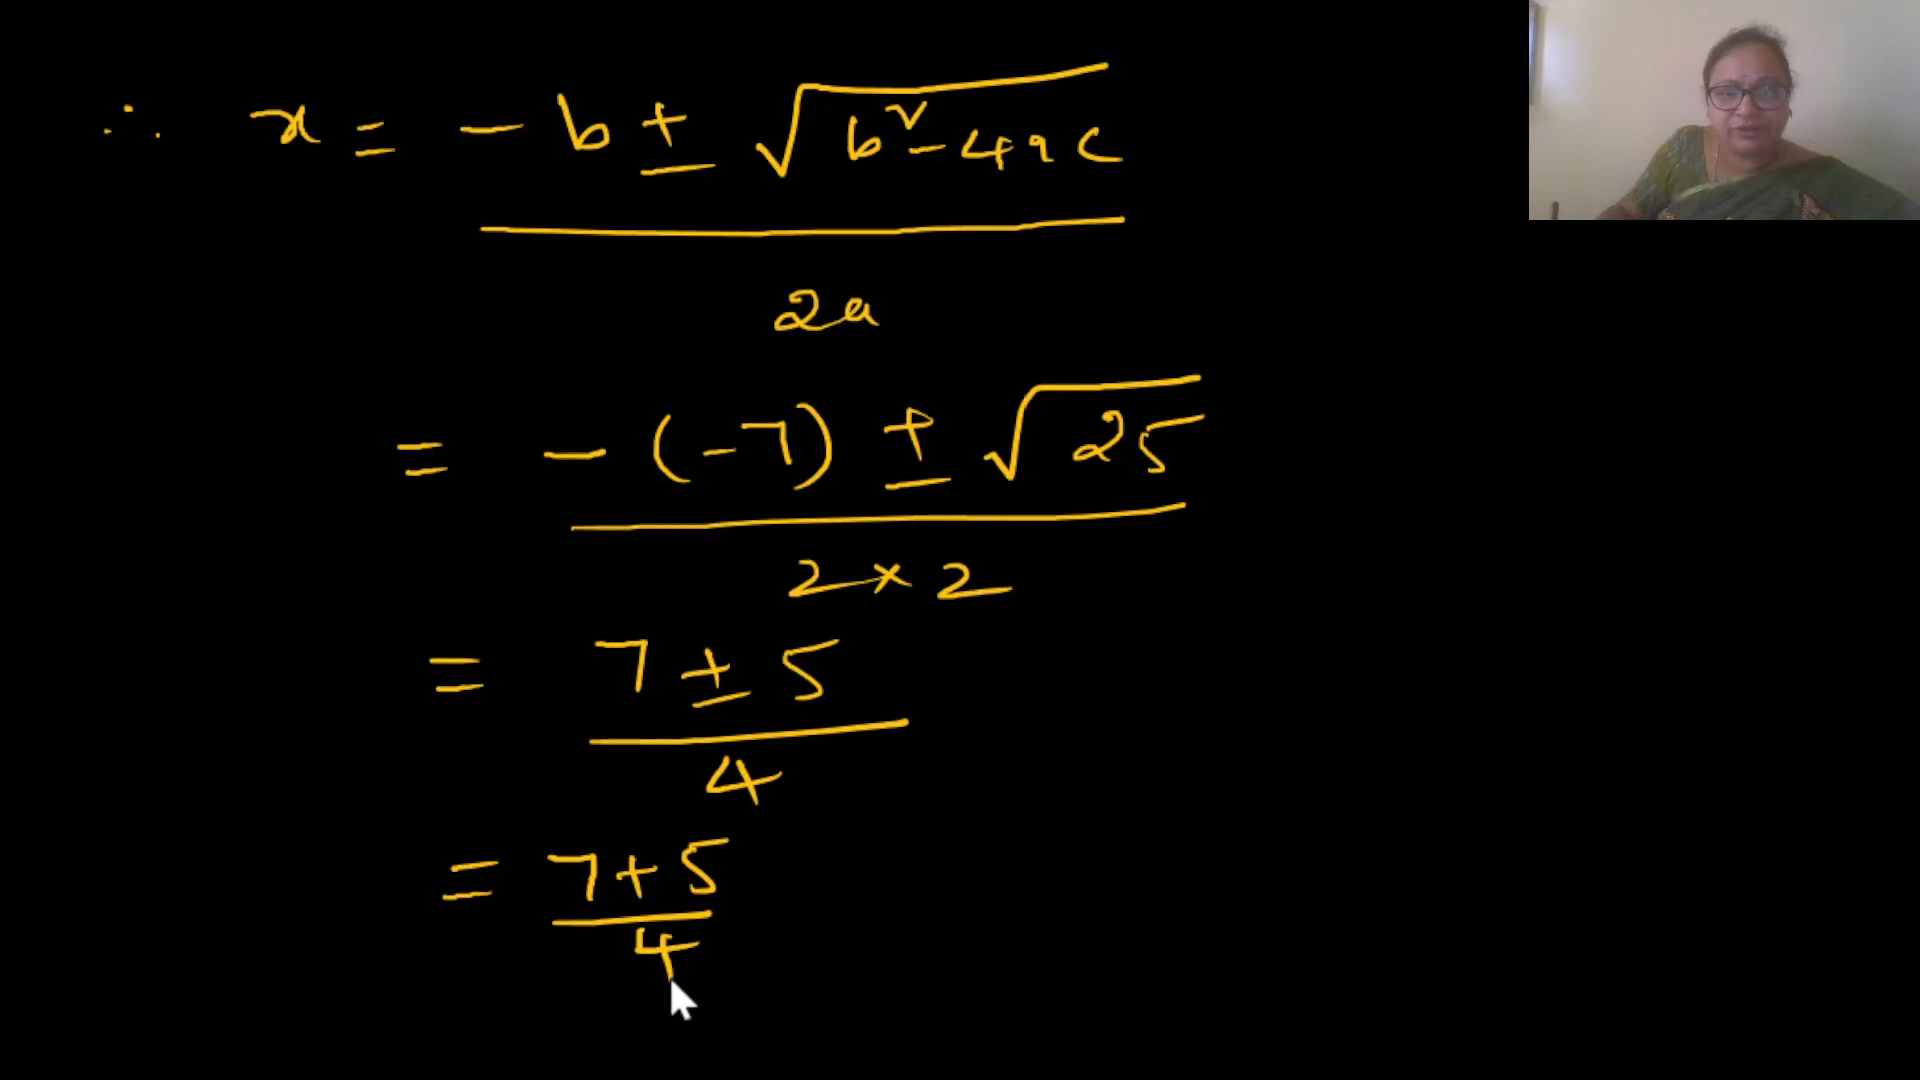 ∴ x = -b ± √(b² - 4ac)
2a
= -(-7) ± √25
2 × 2
= 7 ± 5
4
= 7 + 5
4